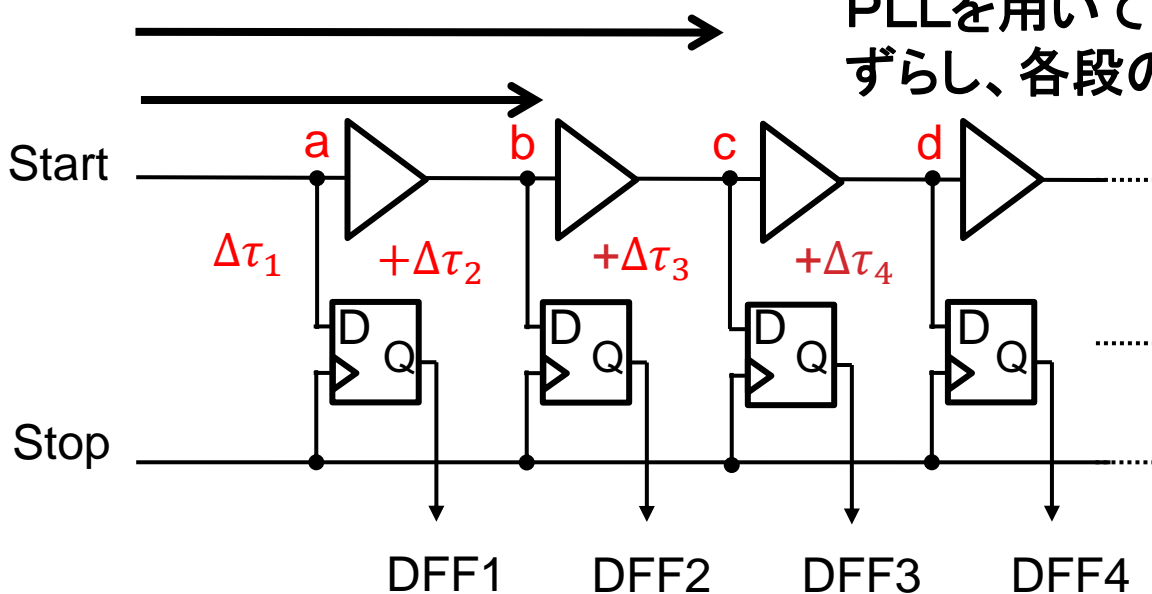 PLLを用いて
ずらし、各段の
Start
a
b
c
d
Δτ₁
+Δτ₂
+Δτ₃
+Δτ₄
D
Q
D
Q
D
Q
D
Q
Stop
DFF1
DFF2
DFF3
DFF4